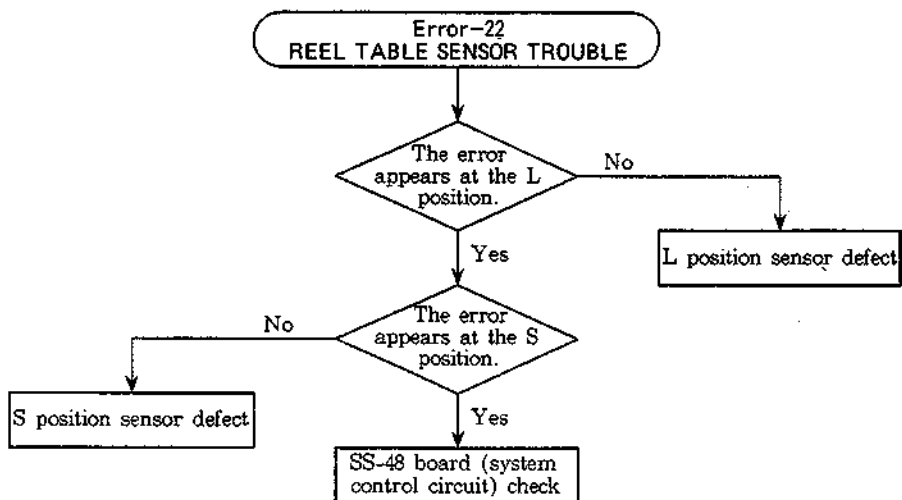 Error-22
REEL TABLE SENSOR TROUBLE
The error
appears at the L
position.
No
L position sensor defect
Yes
The error
appears at the S
position.
No
S position sensor defect
Yes
SS-48 board (system
control circuit) check